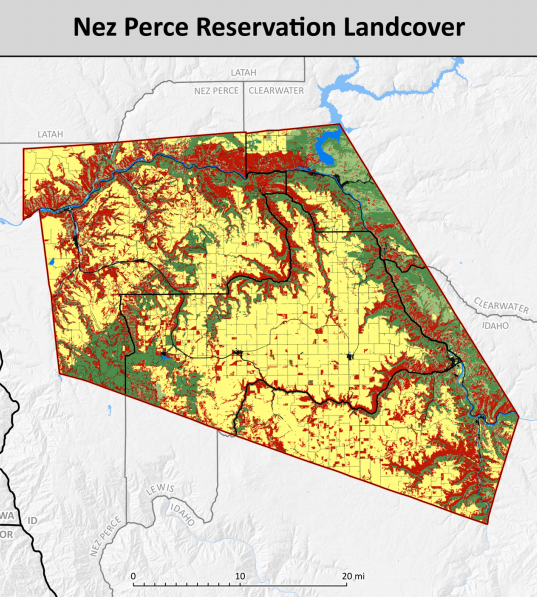 Nez Perce Reservation Landcover
LATAH
NEZ PERCE
CLEARWATER
LATAH
CLEARWATER
IDAHO
LEWIS
IDAHO
NEZ PERCE
WA
ID
OR
0
10
20 mi